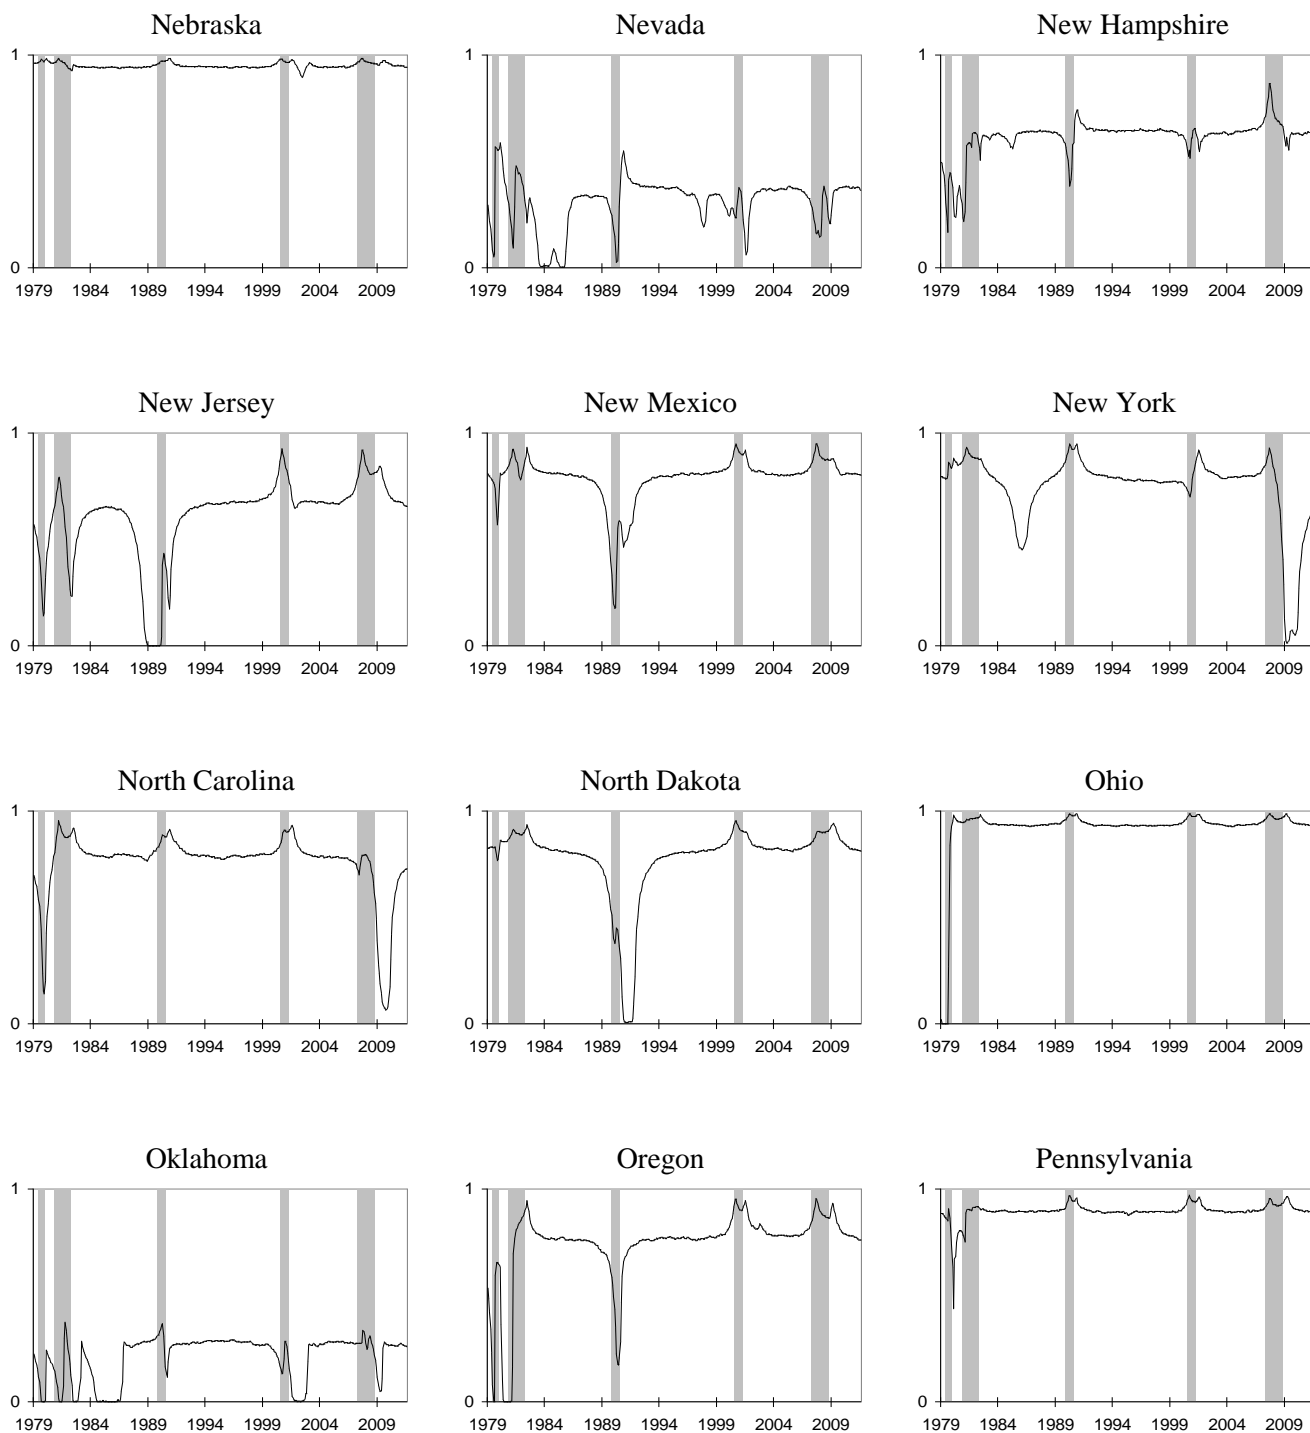 Nebraska Nevada New Hampshire
1 1 1
0 0 0
1979 1984 1989 1994 1999 2004 2009 1979 1984 1989 1994 1999 2004 2009 1979 1984 1989 1994 1999 2004 2009
New Jersey New Mexico New York
1 1 1
0 0 0
1979 1984 1989 1994 1999 2004 2009 1979 1984 1989 1994 1999 2004 2009 1979 1984 1989 1994 1999 2004 2009
North Carolina North Dakota Ohio
1 1 1
0 0 0
1979 1984 1989 1994 1999 2004 2009 1979 1984 1989 1994 1999 2004 2009 1979 1984 1989 1994 1999 2004 2009
Oklahoma Oregon Pennsylvania
1 1 1
0 0 0
1979 1984 1989 1994 1999 2004 2009 1979 1984 1989 1994 1999 2004 2009 1979 1984 1989 1994 1999 2004 2009